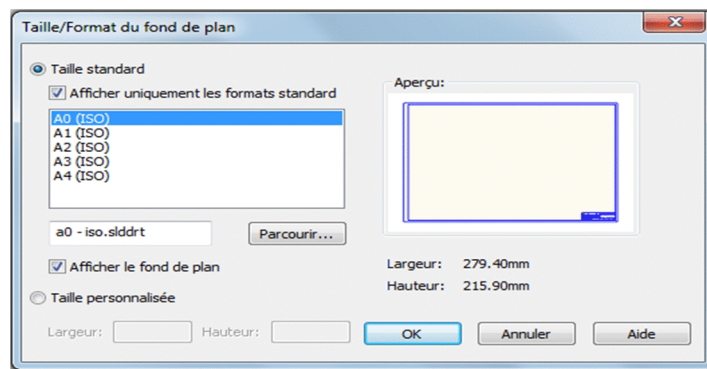 Taille/Format du fond de plan
Taille standard
Afficher uniquement les formats standard
A0 (ISO)
A1 (ISO)
A2 (ISO)
A3 (ISO)
A4 (ISO)
a0 - iso.slddrt
Parcourir...
Afficher le fond de plan
Taille personnalisée
Largeur:
Hauteur:
Aperçu:
Largeur: 279.40mm
Hauteur: 215.90mm
OK
Annuler
Aide